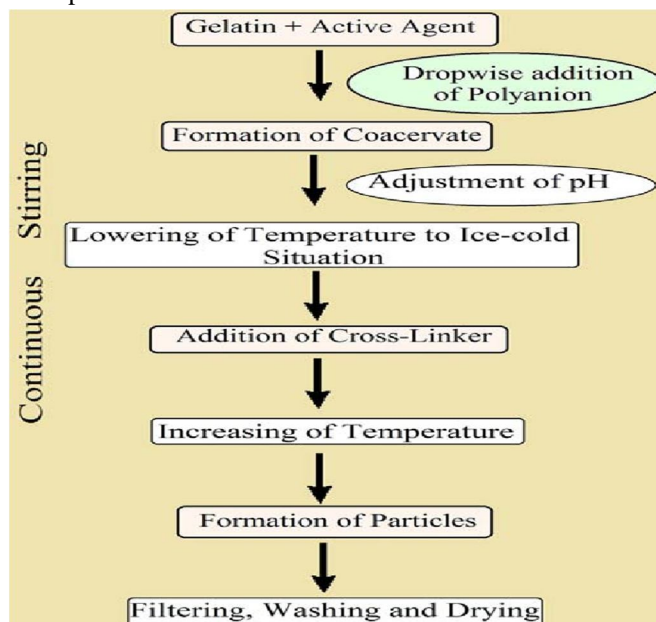 Gelatin + Active Agent
Dropwise addition
of Polyanion
Formation of Coacervate
Adjustment of pH
Lowering of Temperature to Ice-cold
Situation
Addition of Cross-Linker
Increasing of Temperature
Formation of Particles
Filtering, Washing and Drying
Continuous Stirring